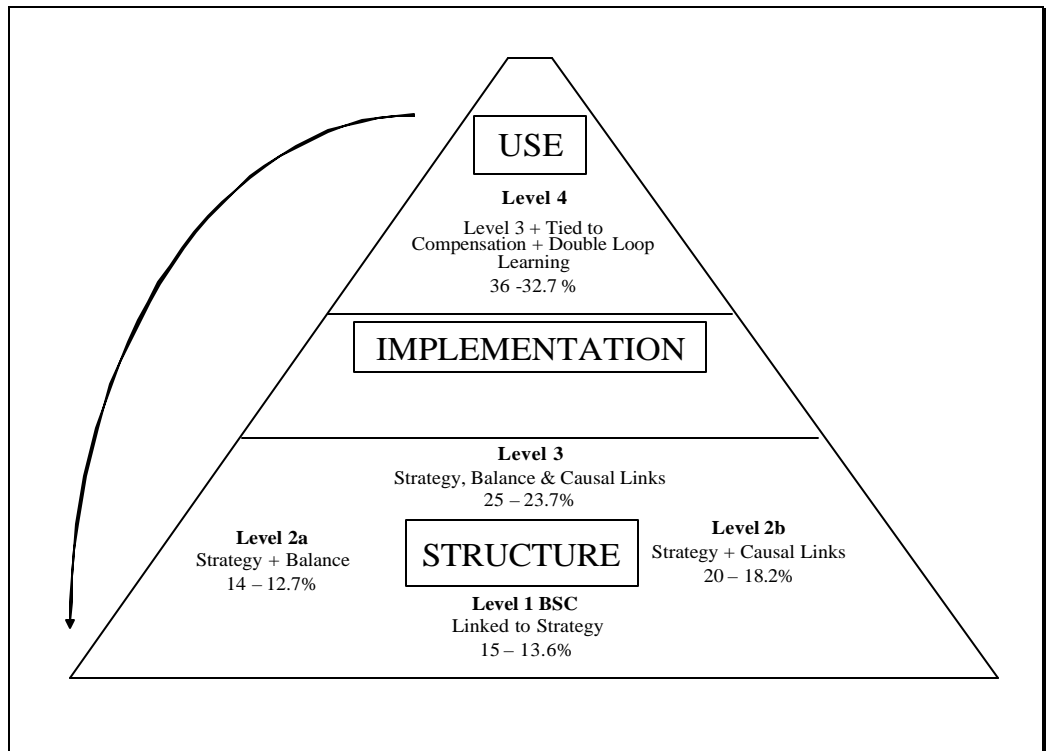 USE
Level 4
Level 3 + Tied to
Compensation + Double Loop
Learning
36 -32.7 %
IMPLEMENTATION
Level 3
Strategy, Balance & Causal Links
25 – 23.7%
Level 2a
Strategy + Balance
14 – 12.7%
STRUCTURE
Level 2b
Strategy + Causal Links
20 – 18.2%
Level 1 BSC
Linked to Strategy
15 – 13.6%